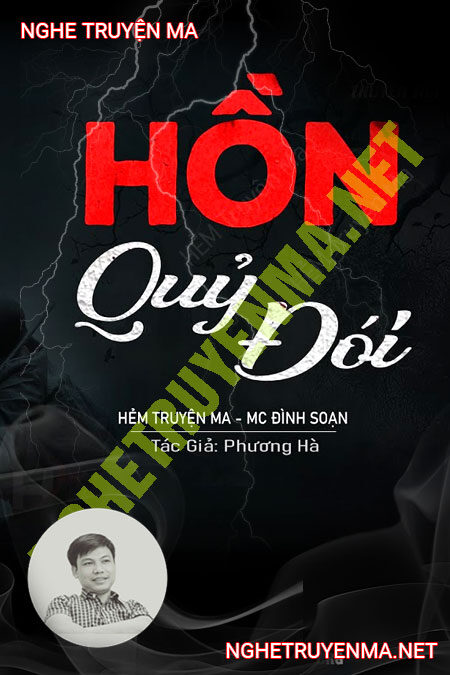 NGHE TRUYỆN MA
HỒN
Quỷ
Đói
NGHETRUYENMA.NET
HẺM TRUYỆN MA - MC ĐÌNH SOẠN
Tác Giả: Phương Hà
NGHETRUYENMA.NET